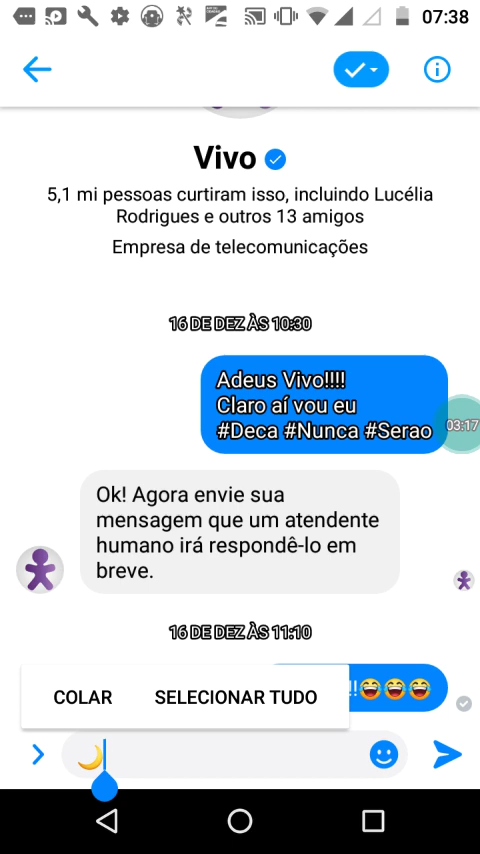 07:38
Vivo
5,1 mi pessoas curtiram isso, incluindo Lucélia
Rodrigues e outros 13 amigos
Empresa de telecomunicações
16 DE DEZ ÀS 10:30
Adeus Vivo!!!!
Claro aí vou eu
#Deca #Nunca #Serao
03:17
Ok! Agora envie sua
mensagem que um atendente
humano irá respondê-lo em
breve.
16 DE DEZ ÀS 11:10
!!😂😂😂
COLAR SELECIONAR TUDO
🌙